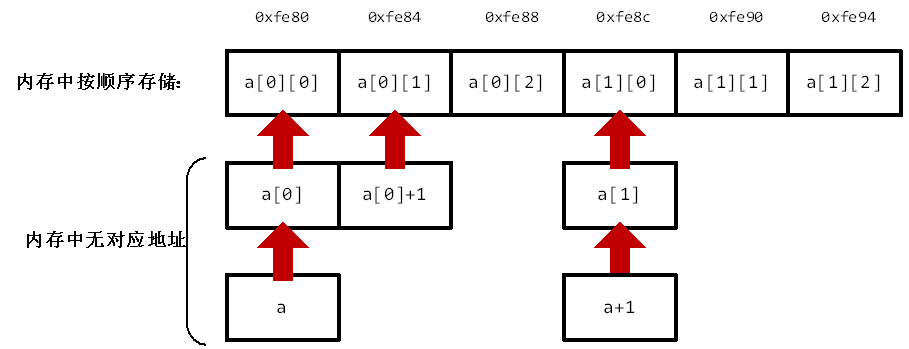 0xfe80 0xfe84 0xfe88 0xfe8c 0xfe90 0xfe94
内存中按顺序存储: a[0][0] a[0][1] a[0][2] a[1][0] a[1][1] a[1][2]
a[0] a[0]+1 a[1]
内存中无对应地址
a a+1